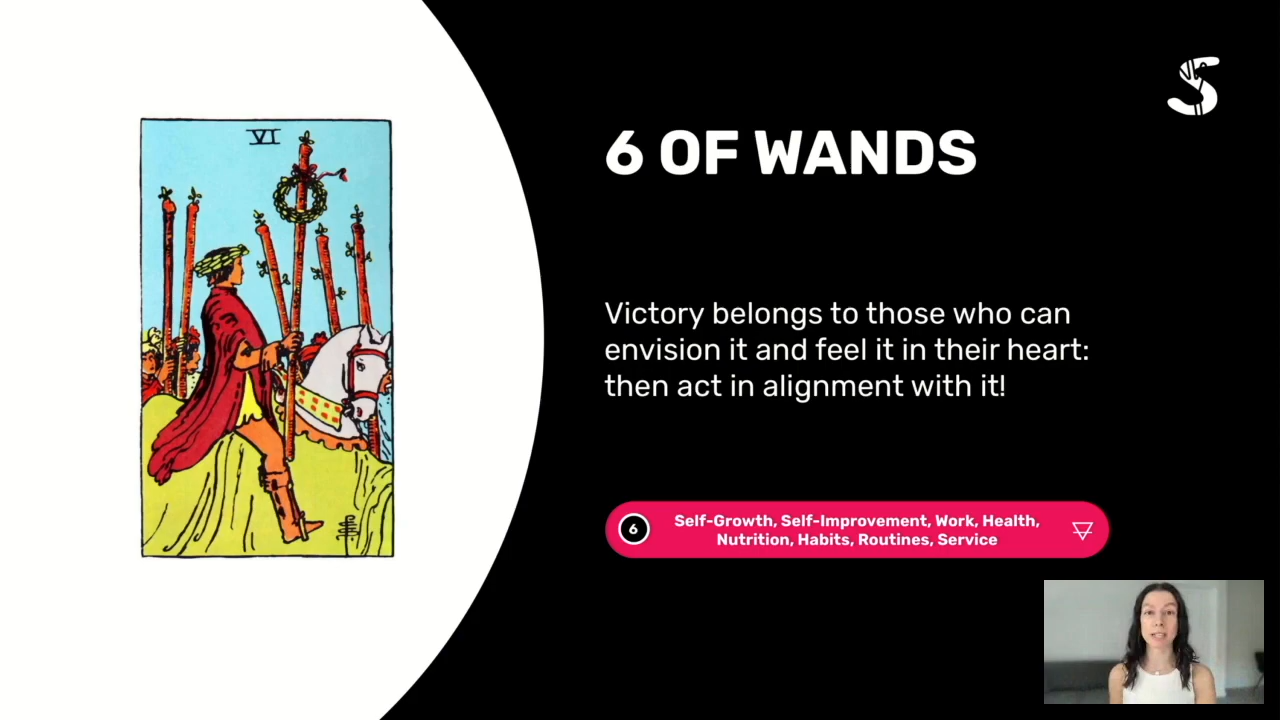 VI
6 OF WANDS
Victory belongs to those who can
envision it and feel it in their heart:
then act in alignment with it!
6
Self-Growth, Self-Improvement, Work, Health,
Nutrition, Habits, Routines, Service